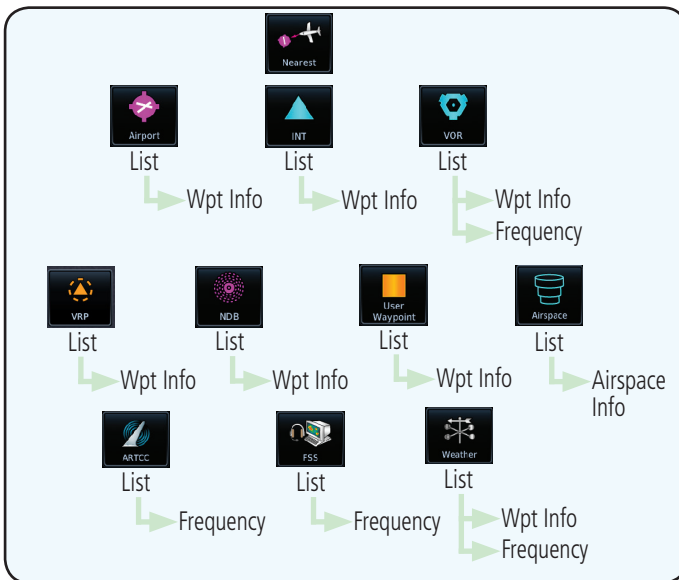 Nearest
Airport INT VOR
List List List
Wpt Info Wpt Info Wpt Info
Frequency
VRP NDB User Waypoint Airspace
List List List List
Wpt Info Wpt Info Wpt Info Airspace
Info
ARTCC FSS Weather
List List List
Frequency Frequency Wpt Info
Frequency